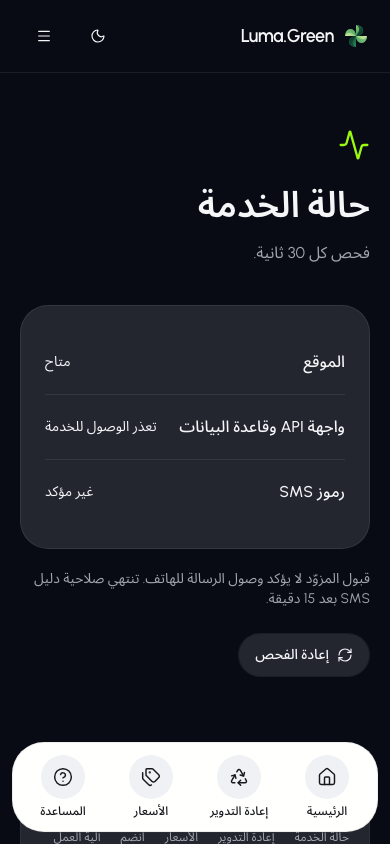 Luma.Green
حالة الخدمة
فحص كل 30 ثانية.
الموقع
متاح
واجهة API وقاعدة البيانات
تعذر الوصول للخدمة
رموز SMS
غير مؤكد
قبول المزوّد لا يؤكد وصول الرسالة للهاتف. تنتهي صلاحية دليل
SMS بعد 15 دقيقة.
إعادة الفحص
الرئيسية
إعادة التدوير
الأسعار
المساعدة
حالة الخدمة
إعادة التدوير
الأسعار
انضم
آلية العمل